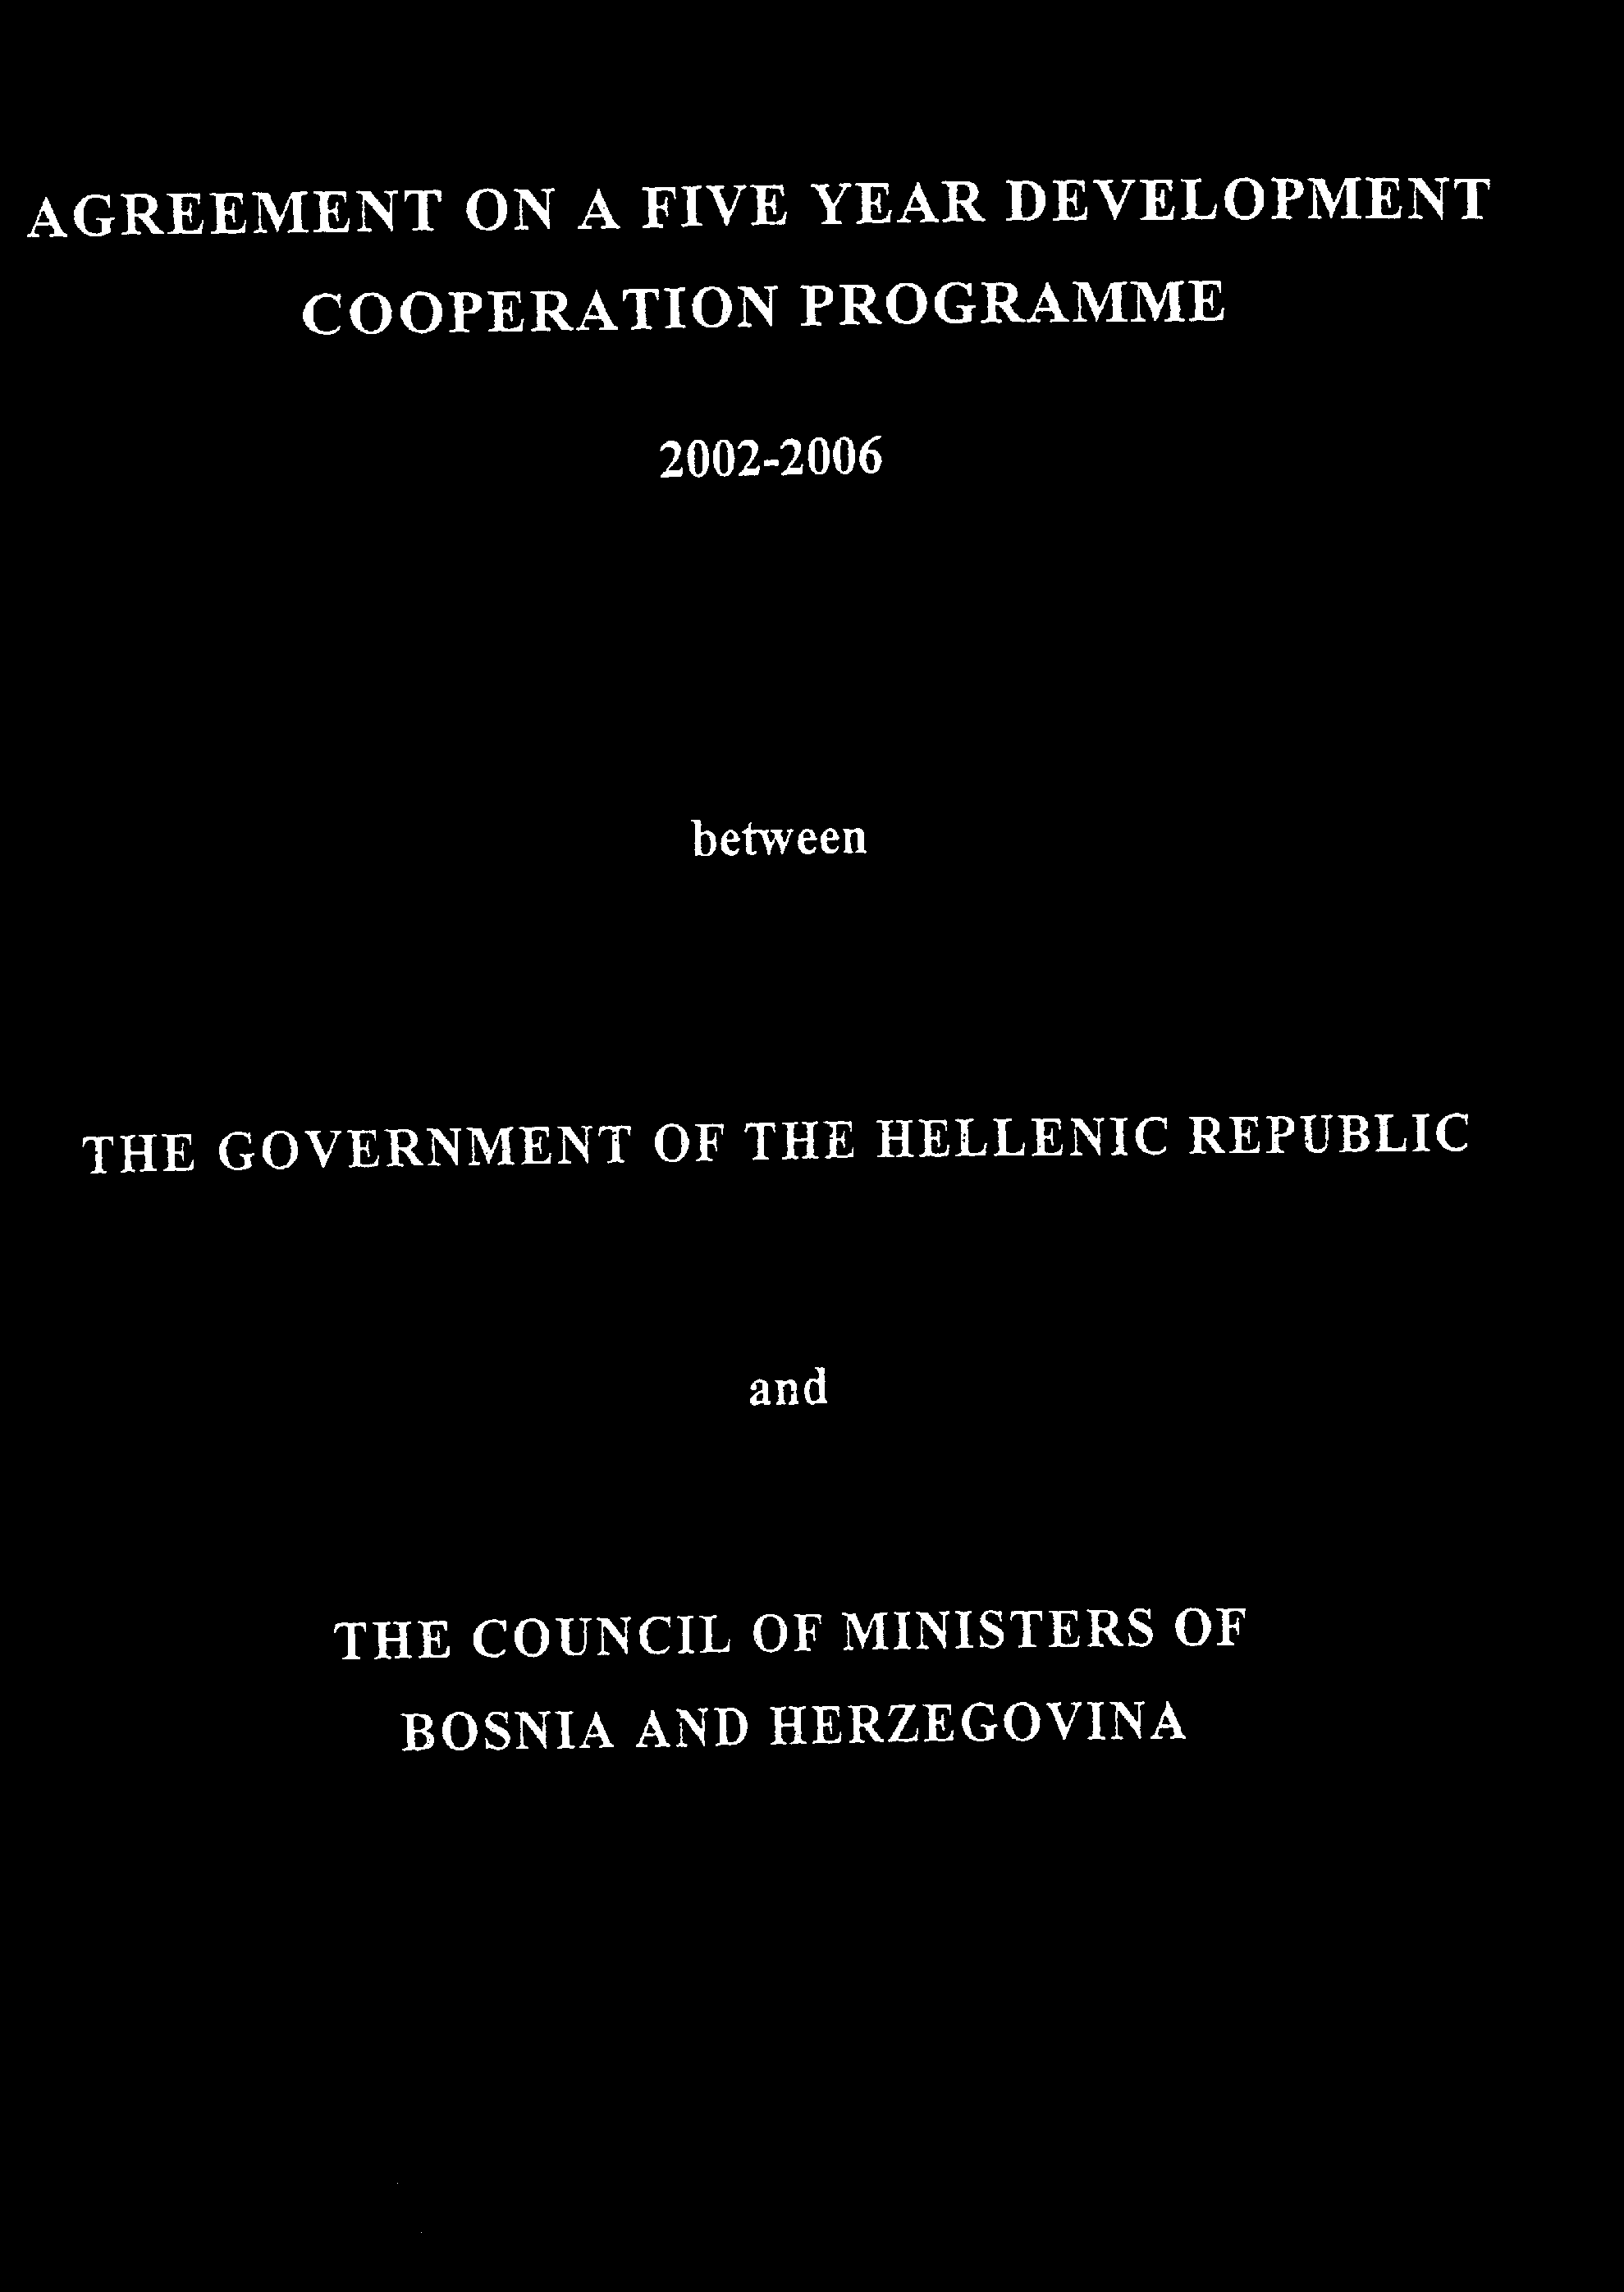 AGREEMENT ON A FIVE YEAR DEVELOPMENT
COOPERATION PROGRAMME
2002-2006
between
THE GOVERNMENT OF THE HELLENIC REPUBLIC
and
THE COUNCIL OF MINISTERS OF
BOSNIA AND HERZEGOVINA